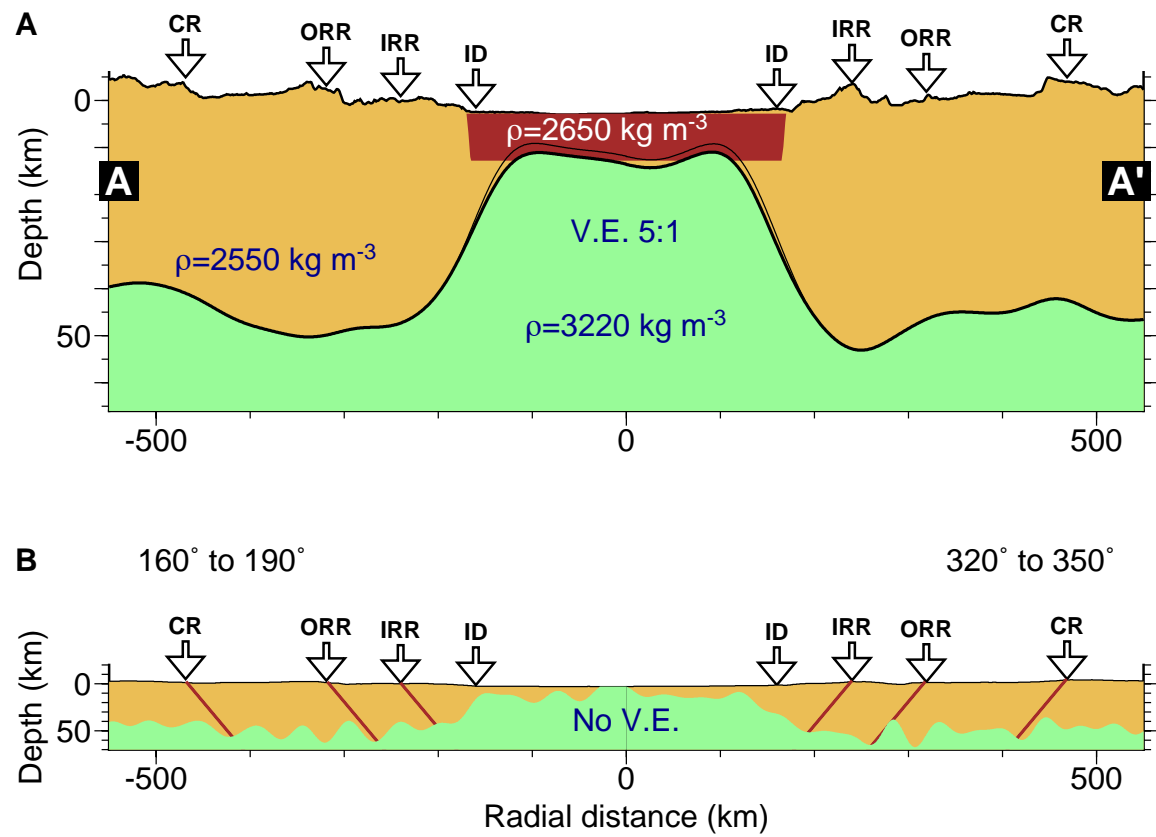 A
CR ORR IRR ID ID IRR ORR CR
0
ρ=2650 kg m-3
A A'
Depth (km)
V.E. 5:1
ρ=2550 kg m-3
ρ=3220 kg m-3
50
-500 0 500
B 160˚ to 190˚ 320˚ to 350˚
CR ORR IRR ID ID IRR ORR CR
0
Depth (km)
50
No V.E.
-500 0 500
Radial distance (km)